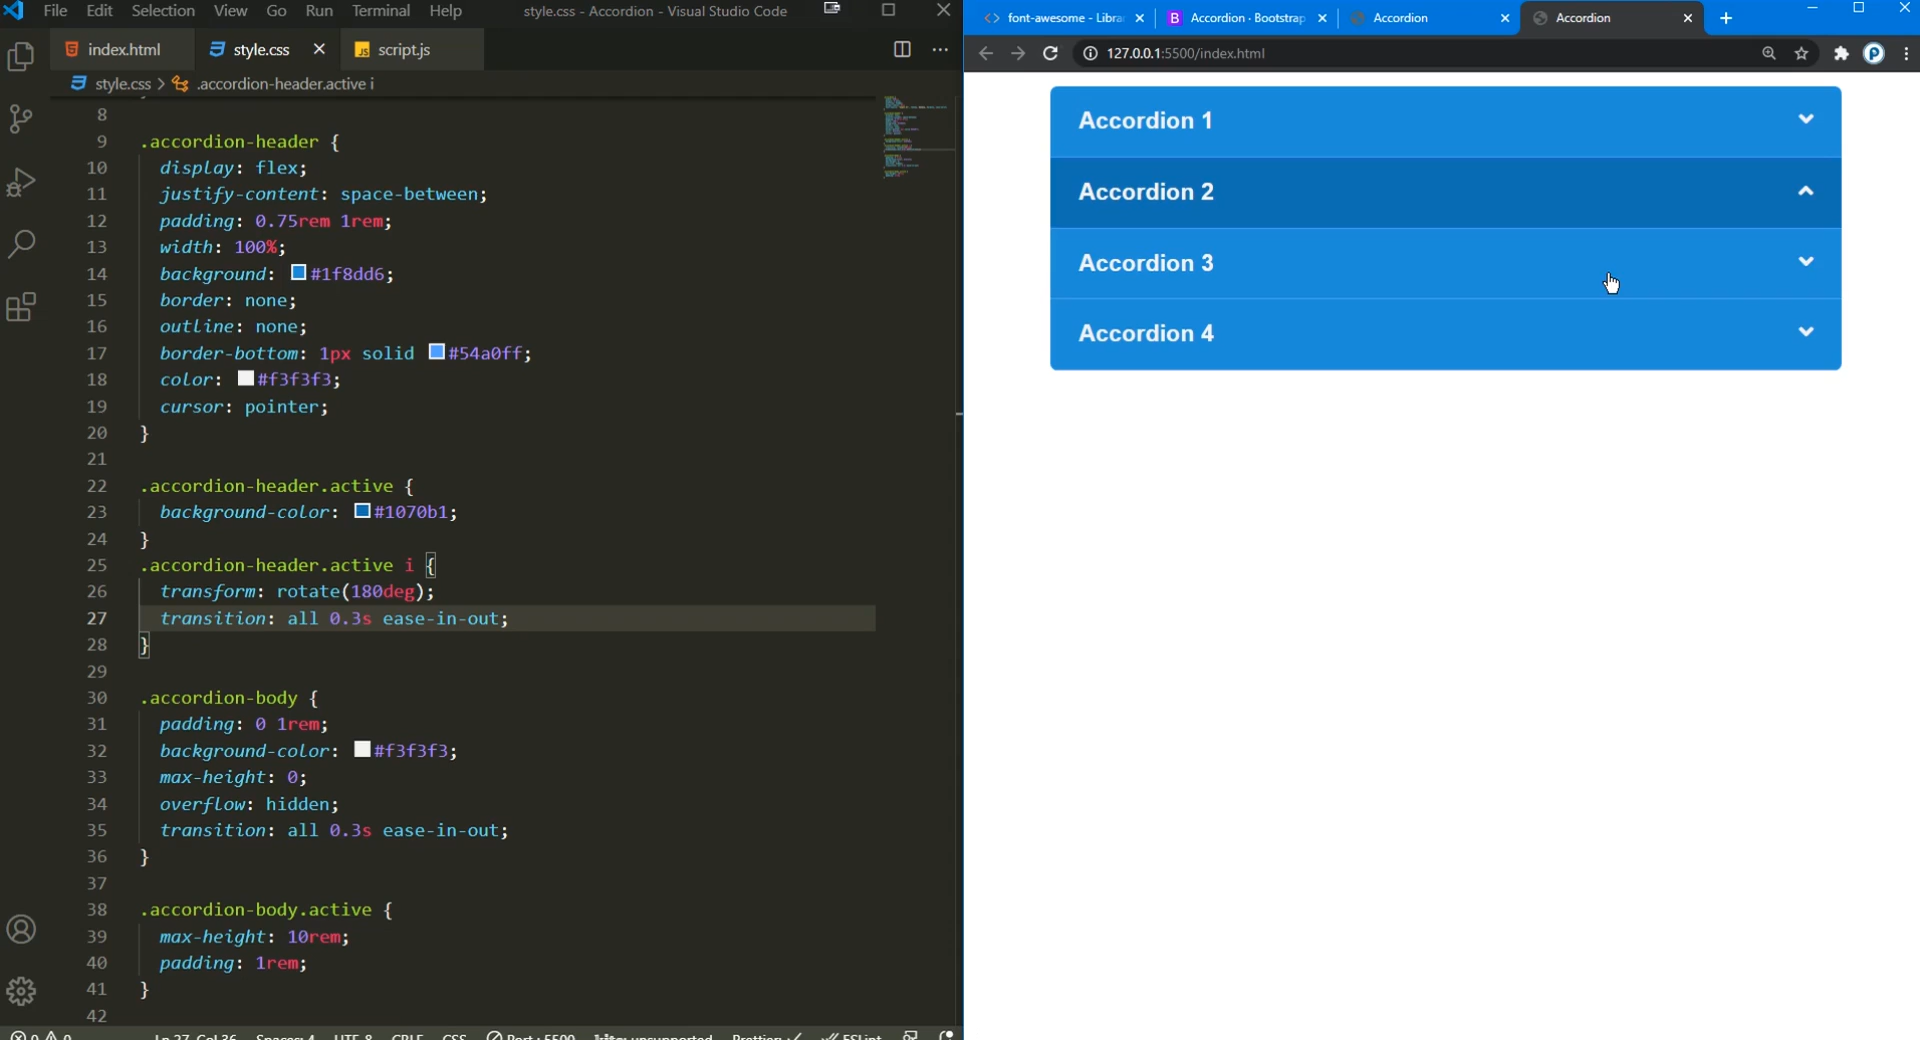 File Edit Selection View Go Run Terminal Help style.css - Accordion - Visual Studio Code
index.html style.css script.js
style.css > .accordion-header.active i
8
9 .accordion-header {
10 display: flex;
11 justify-content: space-between;
12 padding: 0.75rem 1rem;
13 width: 100%;
14 background: #1f8dd6;
15 border: none;
16 outline: none;
17 border-bottom: 1px solid #54a0ff;
18 color: #f3f3f3;
19 cursor: pointer;
20 }
21
22 .accordion-header.active {
23 background-color: #1070b1;
24 }
25 .accordion-header.active i {
26 transform: rotate(180deg);
27 transition: all 0.3s ease-in-out;
28 }
29
30 .accordion-body {
31 padding: 0 1rem;
32 background-color: #f3f3f3;
33 max-height: 0;
34 overflow: hidden;
35 transition: all 0.3s ease-in-out;
36 }
37
38 .accordion-body.active {
39 max-height: 10rem;
40 padding: 1rem;
41 }
42
0 0 Ln 27, Col 36 Spaces: 4 UTF-8 CRLF CSS Port : 5500 unsupported Prettier: ESLint
font-awesome - Libra Accordion · Bootstrap Accordion Accordion
127.0.0.1:5500/index.html
Accordion 1
Accordion 2
Accordion 3
Accordion 4